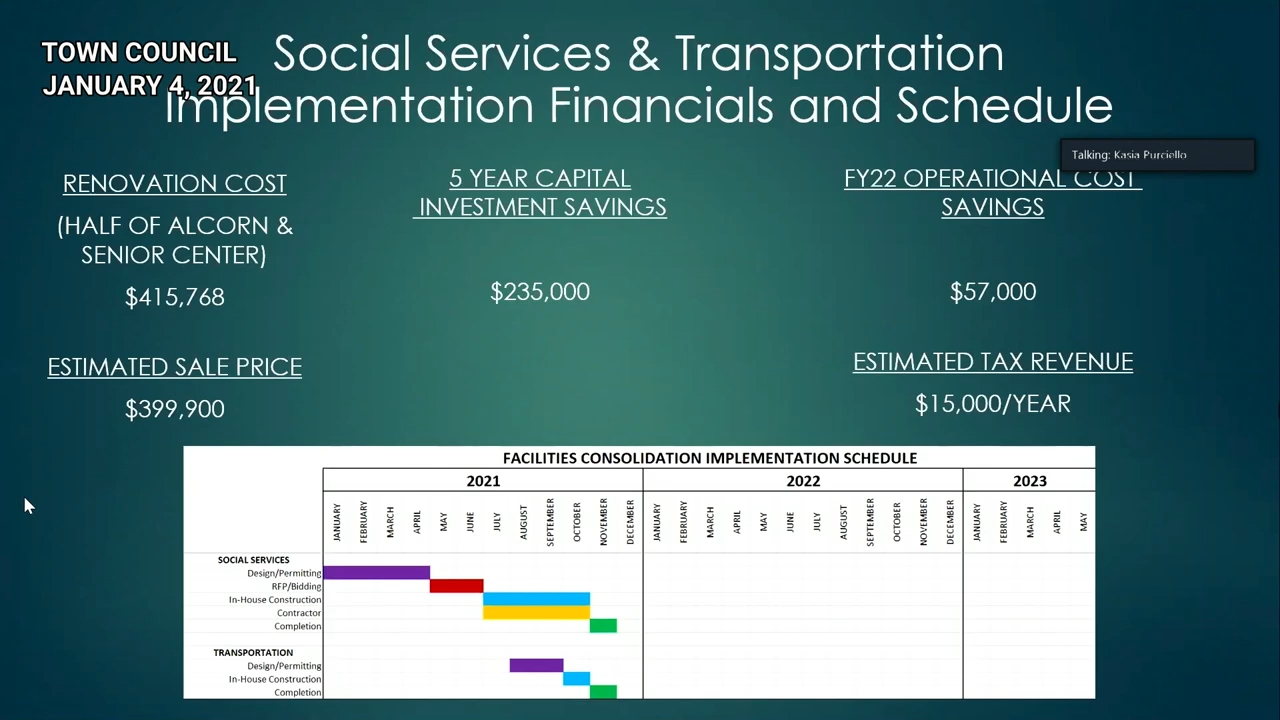 TOWN COUNCIL
JANUARY 4, 2021
Social Services & Transportation
Implementation Financials and Schedule
Talking: Kasia Purciello
RENOVATION COST
(HALF OF ALCORN &
SENIOR CENTER)
$415,768
5 YEAR CAPITAL
INVESTMENT SAVINGS
$235,000
FY22 OPERATIONAL COST
SAVINGS
$57,000
ESTIMATED SALE PRICE
$399,900
ESTIMATED TAX REVENUE
$15,000/YEAR
FACILITIES CONSOLIDATION IMPLEMENTATION SCHEDULE
2021 2022 2023
JANUARY FEBRUARY MARCH APRIL MAY JUNE JULY AUGUST SEPTEMBER OCTOBER NOVEMBER DECEMBER JANUARY FEBRUARY MARCH APRIL MAY JUNE JULY AUGUST SEPTEMBER OCTOBER NOVEMBER DECEMBER JANUARY FEBRUARY MARCH APRIL MAY
SOCIAL SERVICES
Design/Permitting
RFP/Bidding
In-House Construction
Contractor
Completion
TRANSPORTATION
Design/Permitting
In-House Construction
Completion